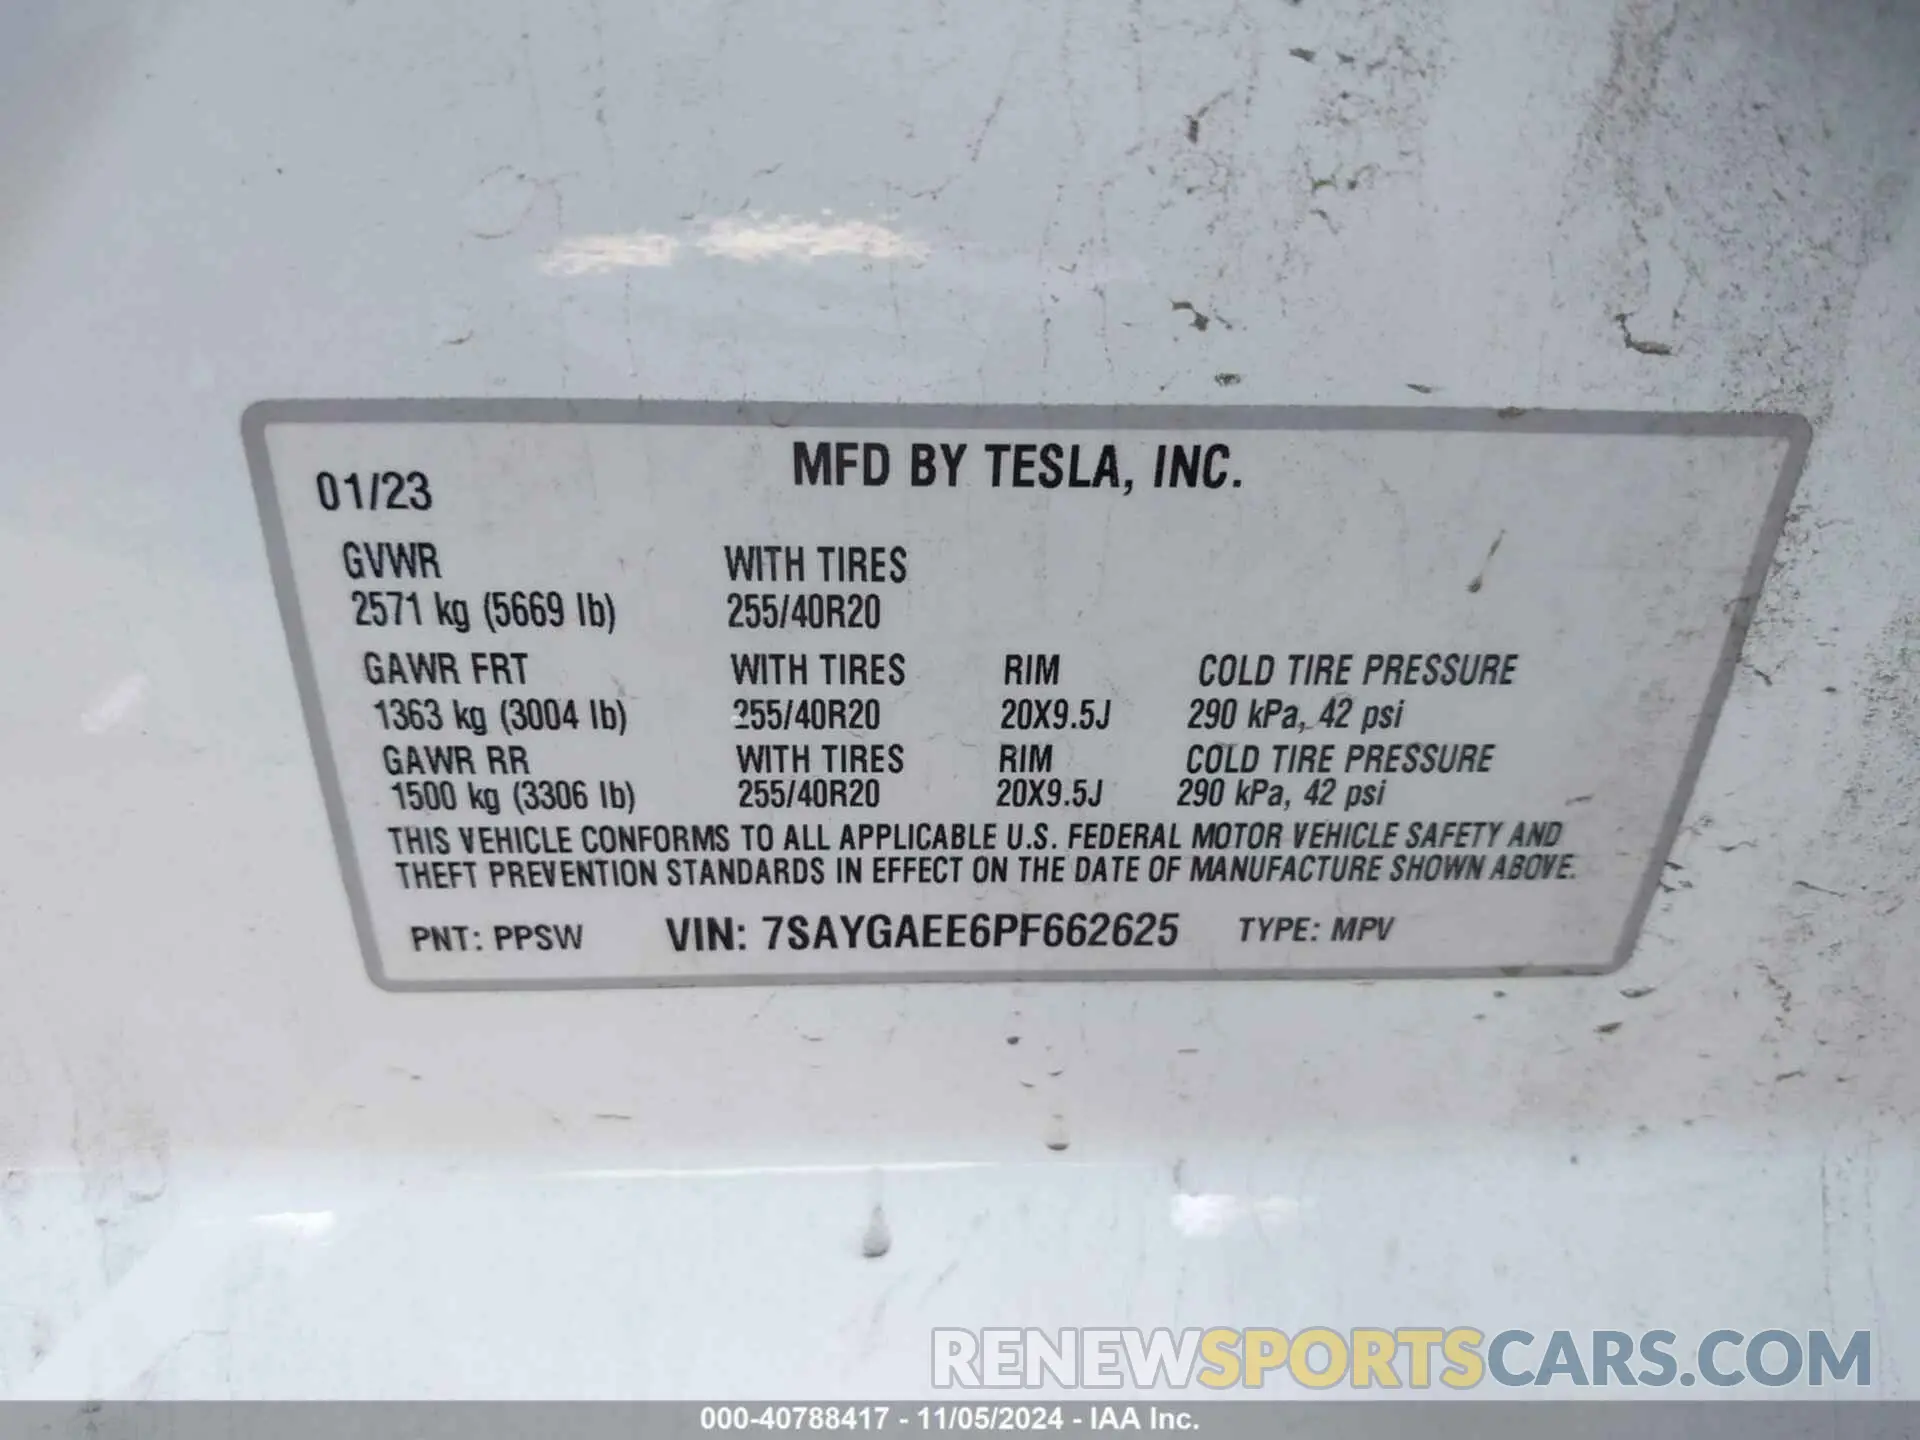 MFD BY TESLA, INC.
01/23
GVWR WITH TIRES
2571 kg (5669 lb) 255/40R20
GAWR FRT WITH TIRES RIM COLD TIRE PRESSURE
1363 kg (3004 lb) 255/40R20 20X9.5J 290 kPa, 42 psi
GAWR RR WITH TIRES RIM COLD TIRE PRESSURE
1500 kg (3306 lb) 255/40R20 20X9.5J 290 kPa, 42 psi
THIS VEHICLE CONFORMS TO ALL APPLICABLE U.S. FEDERAL MOTOR VEHICLE SAFETY AND
THEFT PREVENTION STANDARDS IN EFFECT ON THE DATE OF MANUFACTURE SHOWN ABOVE.
PNT: PPSW VIN: 7SAYGAEE6PF662625 TYPE: MPV
RENEWSPORTSCARS.COM
000-40788417 - 11/05/2024 - IAA Inc.